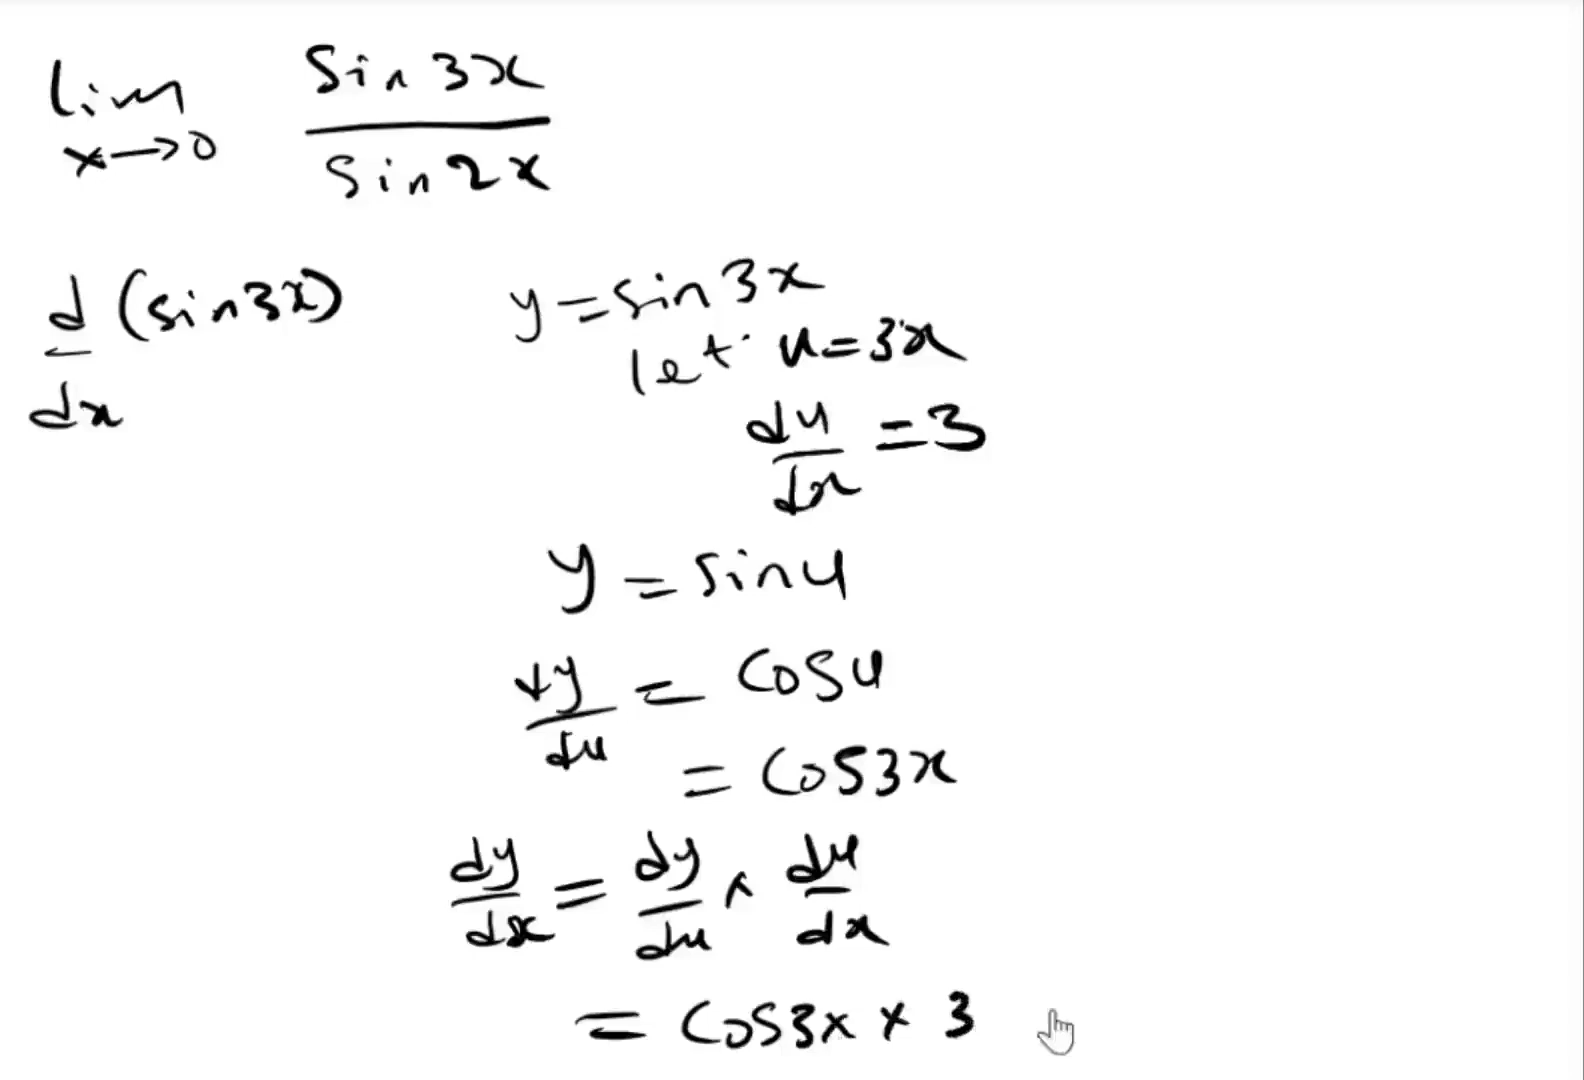 lim x→0 sin3x / sin2x
d/dx (sin3x)
y = sin3x
let u = 3x
du/dx = 3
y = sinu
dy/du = cosu
= cos3x
dy/dx = dy/du × du/dx
= cos3x × 3